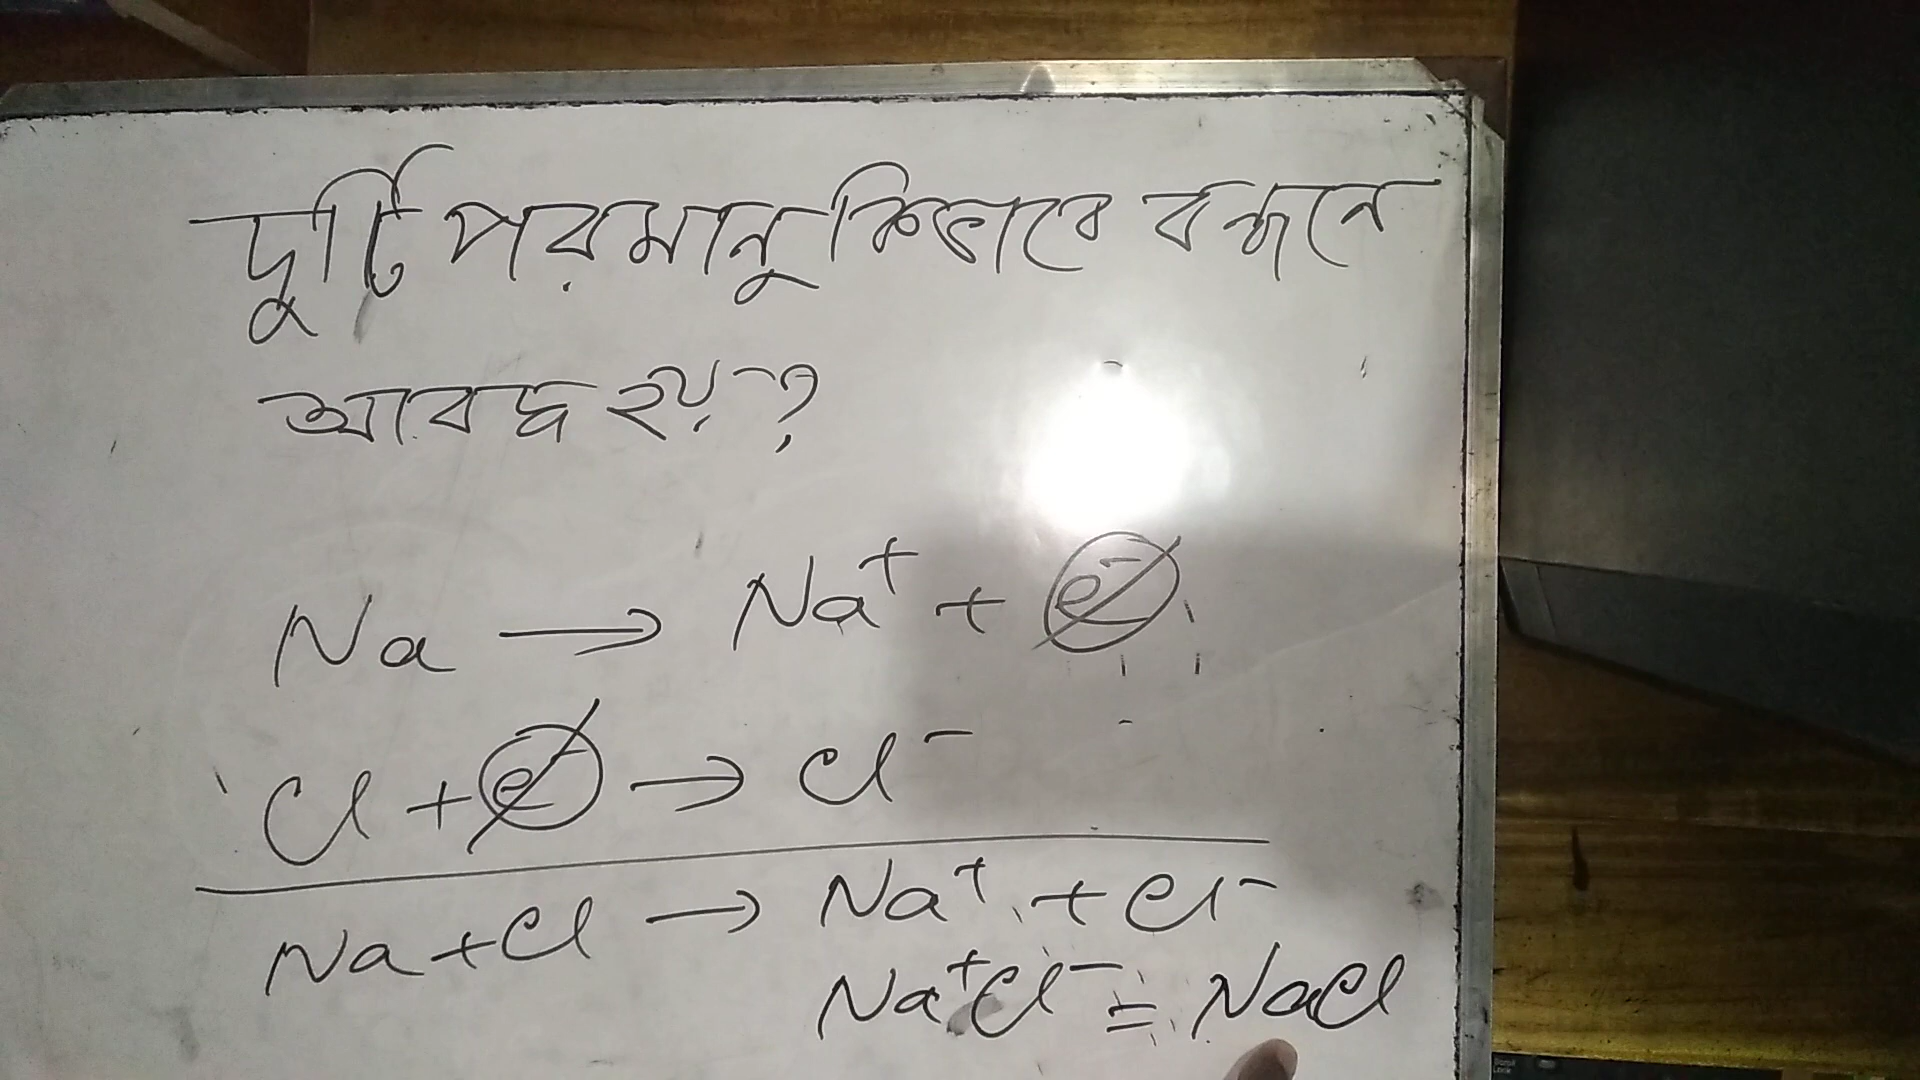 দুটি পরমানু কিভাবে বন্ধনে
আবদ্ধ হয় ?
Na → Na⁺ + e⁻
Cl + e⁻ → Cl⁻
Na + Cl → Na⁺ + Cl⁻
Na⁺Cl⁻ = NaCl